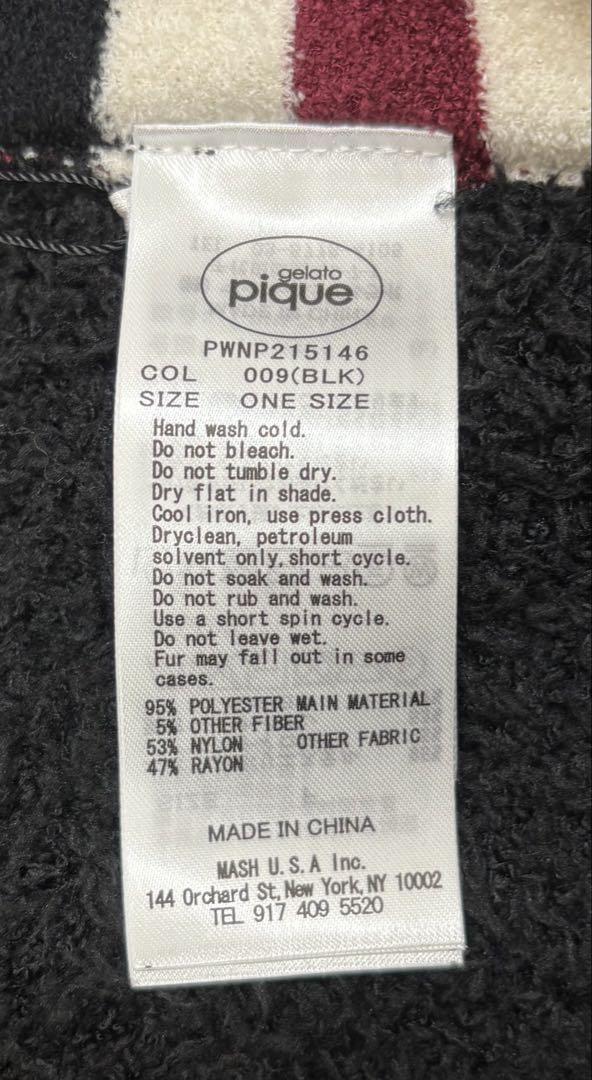 gelato
pique
PWNP215146
COL 009(BLK)
SIZE ONE SIZE
Hand wash cold.
Do not bleach.
Do not tumble dry.
Dry flat in shade.
Cool iron, use press cloth.
Dryclean, petroleum
solvent only, short cycle.
Do not soak and wash.
Do not rub and wash.
Use a short spin cycle.
Do not leave wet.
Fur may fall out in some
cases.
95% POLYESTER MAIN MATERIAL
5% OTHER FIBER
53% NYLON OTHER FABRIC
47% RAYON
MADE IN CHINA
MASH U.S.A Inc.
144 Orchard St, New York, NY 10002
TEL 917 409 5520